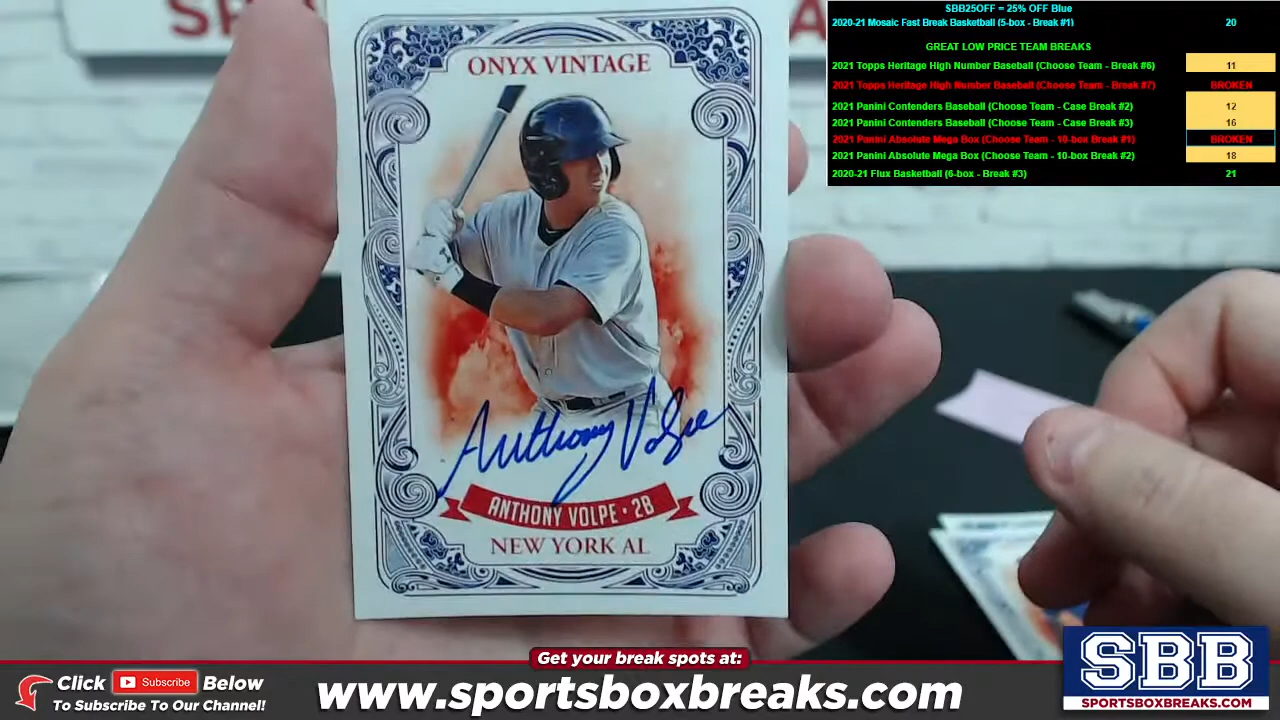 SBB25OFF = 25% OFF Blue
2020-21 Mosaic Fast Break Basketball (5-box - Break #1) 20
GREAT LOW PRICE TEAM BREAKS
2021 Topps Heritage High Number Baseball (Choose Team - Break #6) 11
2021 Topps Heritage High Number Baseball (Choose Team - Break #7) BROKEN
2021 Panini Contenders Baseball (Choose Team - Case Break #2) 12
2021 Panini Contenders Baseball (Choose Team - Case Break #3) 16
2021 Panini Absolute Mega Box (Choose Team - 10-box Break #1) BROKEN
2021 Panini Absolute Mega Box (Choose Team - 10-box Break #2) 18
2020-21 Flux Basketball (6-box - Break #3) 21
ONYX VINTAGE
Anthony Volpe
ANTHONY VOLPE · 2B
NEW YORK AL
Get your break spots at:
Click Subscribe Below
To Subscribe To Our Channel!
www.sportsboxbreaks.com
SBB
SPORTSBOXBREAKS.COM